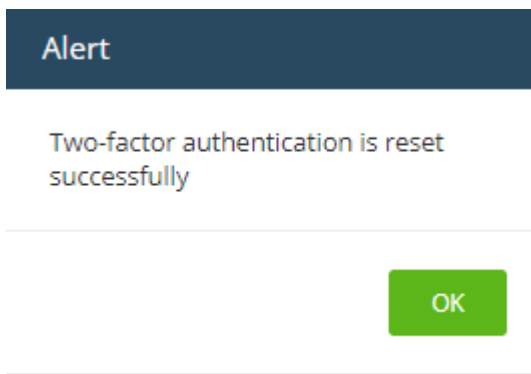 Alert
Two-factor authentication is reset
successfully
OK